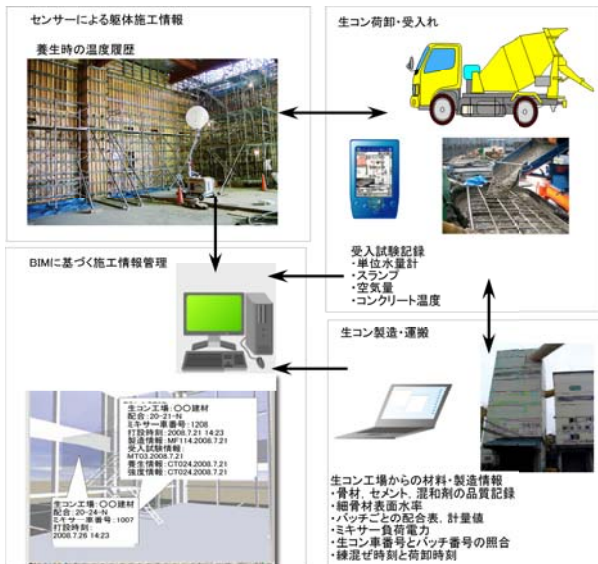 センサーによる躯体施工情報
養生時の温度履歴
生コン荷卸・受入れ
受入試験記録
・単位水量計
・スランプ
・空気量
・コンクリート温度
BIMに基づく施工情報管理
生コン工場:〇〇建材
配合:20-21-N
ミキサー車番号:1208
打設時刻:2008.7.21 14:23
製造情報:MF114.2008.7.21
受入試験情報:
MT03.2008.7.21
養生情報:CT024.2008.7.21
強度情報:CT024.2008.7.21
生コン工場:〇〇建材
配合:20-24-N
ミキサー車番号:1007
打設時刻:
2008.7.26 14:23
生コン製造・運搬
生コン工場からの材料・製造情報
・骨材, セメント, 混和剤の品質記録
・細骨材表面水率
・バッチごとの配合表, 計量値
・ミキサー負荷電力
・生コン車番号とバッチ番号の照合
・練混ぜ時刻と荷卸時刻